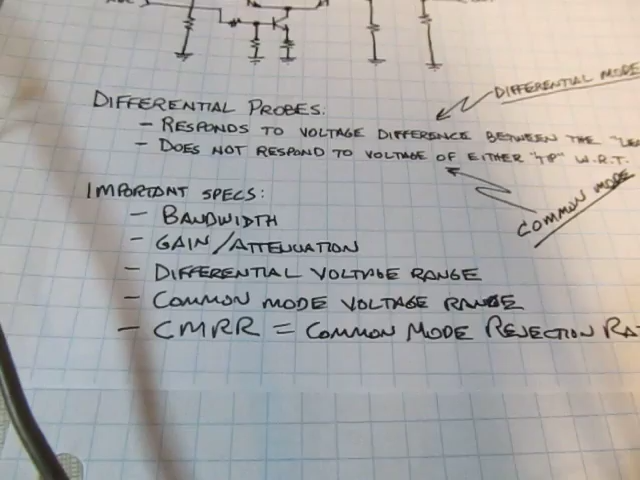 DIFFERENTIAL MODE
DIFFERENTIAL PROBES:
- RESPONDS TO VOLTAGE DIFFERENCE BETWEEN THE
- DOES NOT RESPOND TO VOLTAGE OF EITHER "TIP" W.R.T.
COMMON MODE
IMPORTANT SPECS:
- BANDWIDTH
- GAIN/ATTENUATION
- DIFFERENTIAL VOLTAGE RANGE
- COMMON MODE VOLTAGE RANGE
- CMRR = COMMON MODE REJECTION RAT